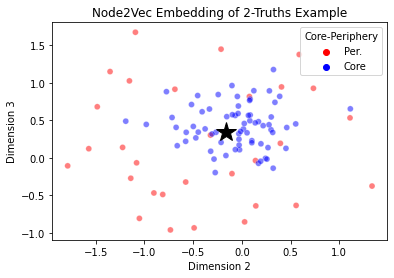 Node2Vec Embedding of 2-Truths Example
Core-Periphery
Per.
Core
Dimension 3
1.5
1.0
0.5
0.0
−0.5
−1.0
−1.5 −1.0 −0.5 0.0 0.5 1.0
Dimension 2